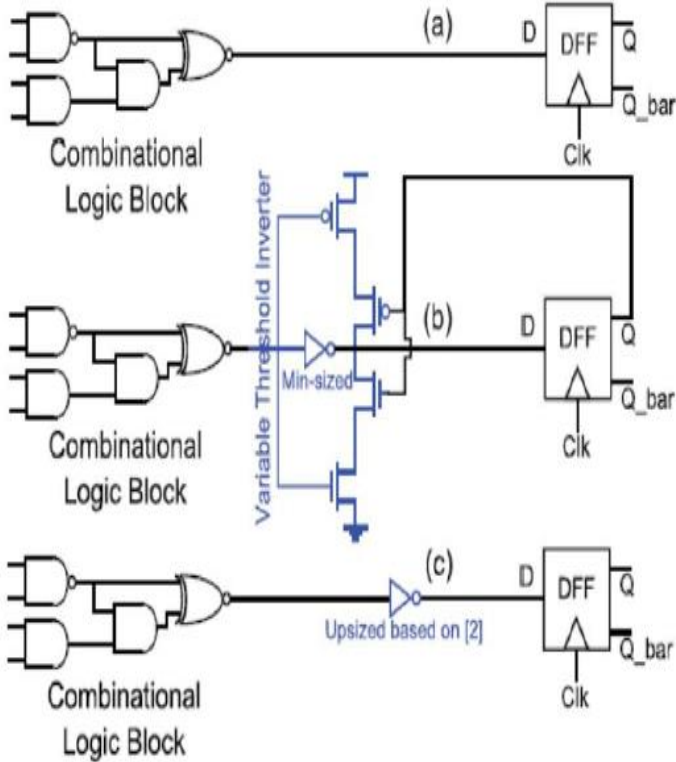 (a)
D
DFF
Q
Q_bar
Clk
Combinational
Logic Block
Variable Threshold Inverter
(b)
D
DFF
Q
Q_bar
Clk
Min-sized
Combinational
Logic Block
(c)
D
DFF
Q
Q_bar
Clk
Upsized based on [2]
Combinational
Logic Block